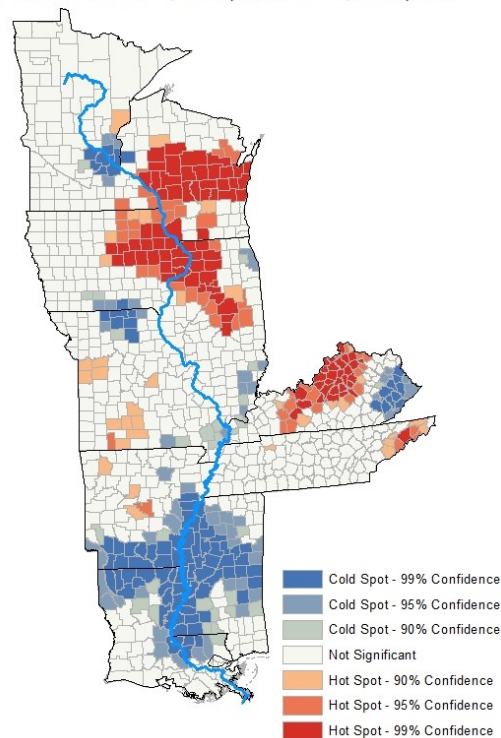 Cold Spot - 99% Confidence
Cold Spot - 95% Confidence
Cold Spot - 90% Confidence
Not Significant
Hot Spot - 90% Confidence
Hot Spot - 95% Confidence
Hot Spot - 99% Confidence